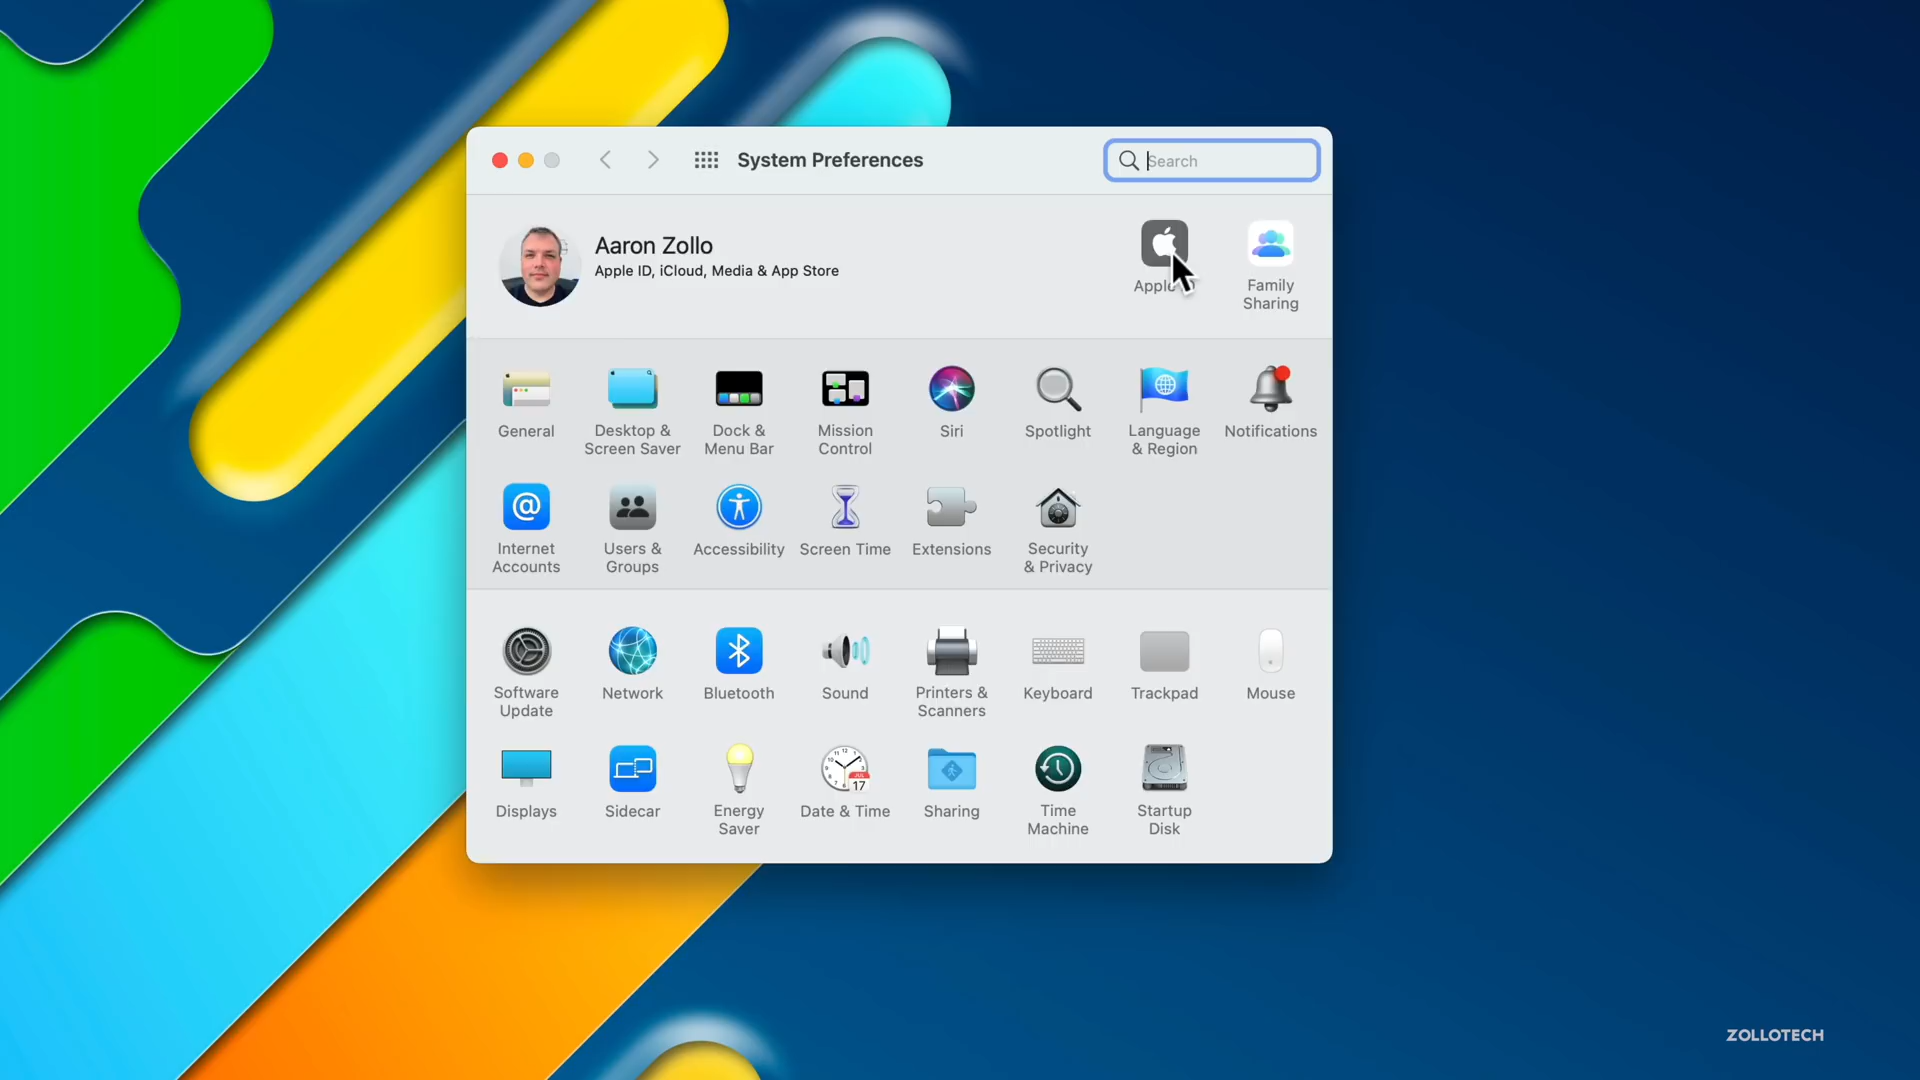 System Preferences
Search
Aaron Zollo
Apple ID, iCloud, Media & App Store
Family
Sharing
General
Desktop &
Screen Saver
Dock &
Menu Bar
Mission
Control
Siri
Spotlight
Language
& Region
Notifications
Internet
Accounts
Users &
Groups
Accessibility
Screen Time
Extensions
Security
& Privacy
Software
Update
Network
Bluetooth
Sound
Printers &
Scanners
Keyboard
Trackpad
Mouse
Displays
Sidecar
Energy
Saver
Date & Time
Sharing
Time
Machine
Startup
Disk
17
ZOLLOTECH